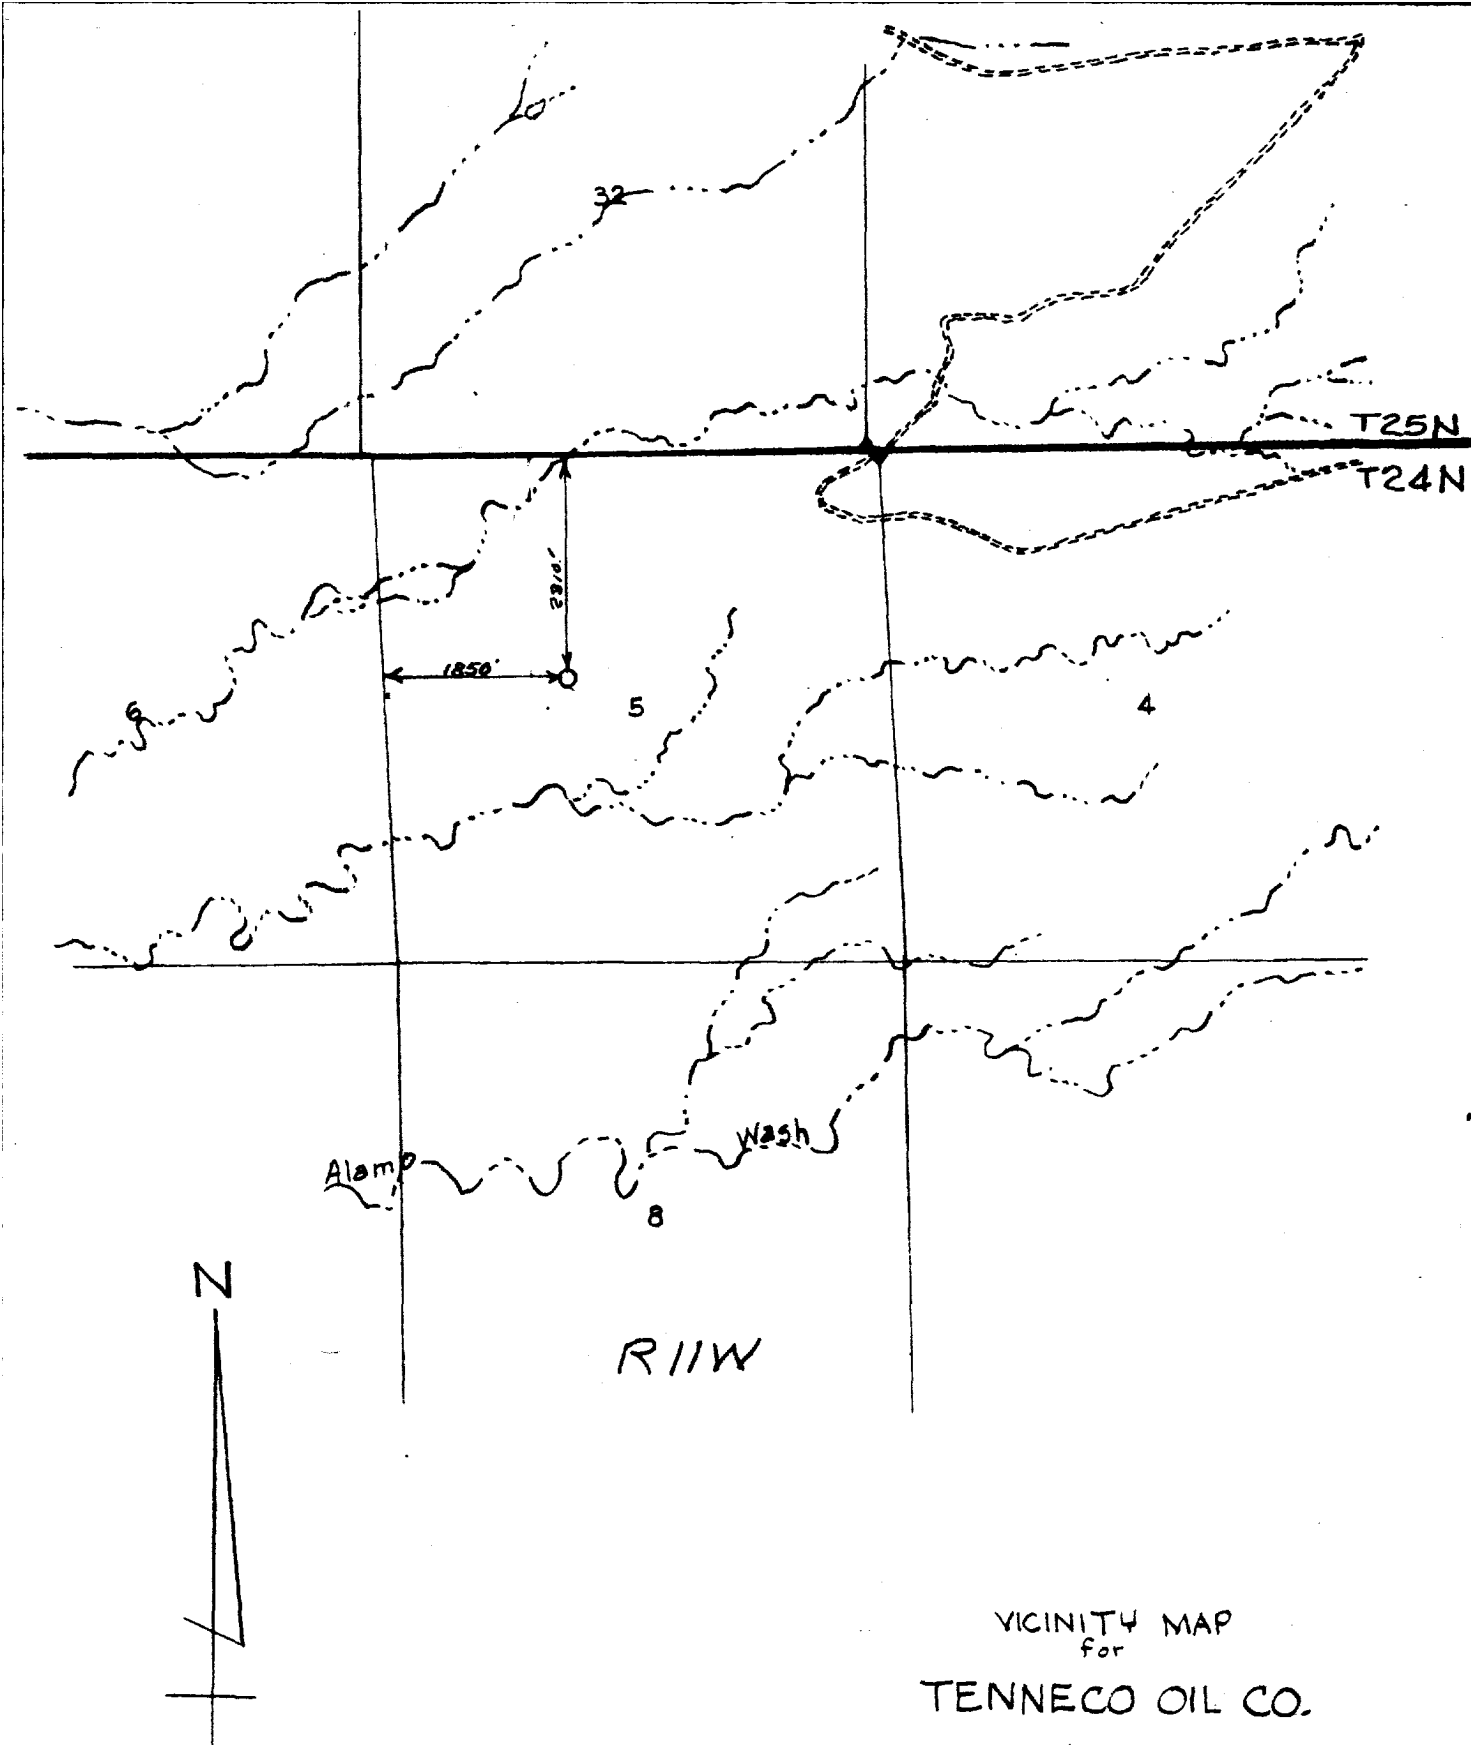 32
T25N
T24N
2310.'
1850'
6
5
4
Wash
Alamo
8
N
R11W
VICINITY MAP
for
TENNECO OIL CO.